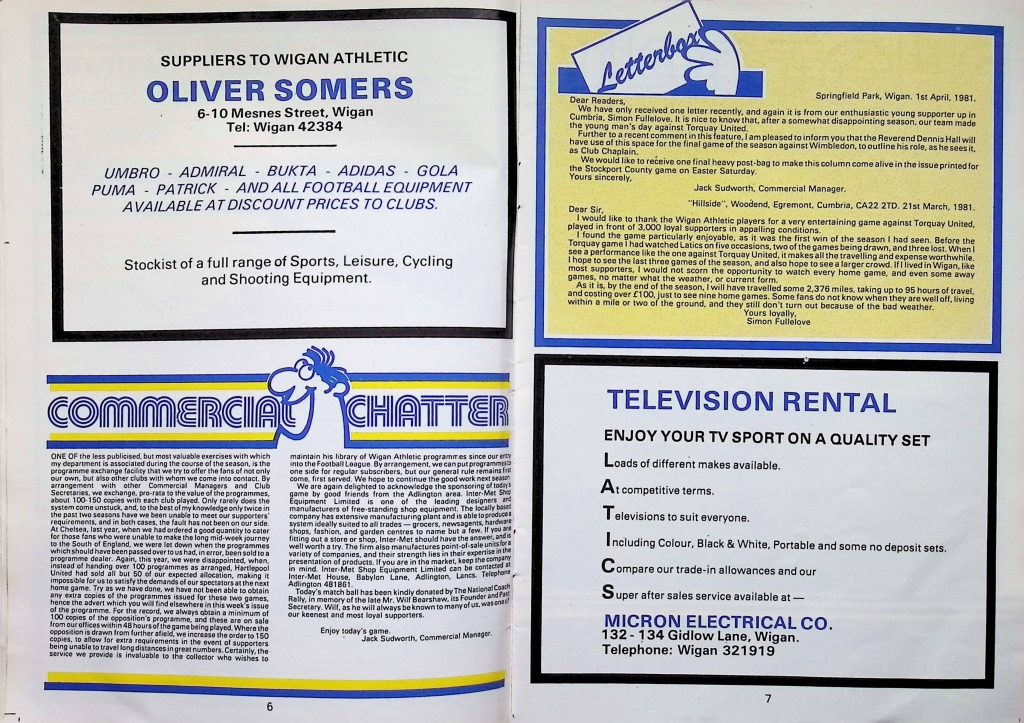 SUPPLIERS TO WIGAN ATHLETIC
OLIVER SOMERS
6-10 Mesnes Street, Wigan
Tel: Wigan 42384
UMBRO - ADMIRAL - BUKTA - ADIDAS - GOLA
PUMA - PATRICK - AND ALL FOOTBALL EQUIPMENT
AVAILABLE AT DISCOUNT PRICES TO CLUBS.
Stockist of a full range of Sports, Leisure, Cycling
and Shooting Equipment.
COMMERCIAL CHATTER
ONE OF the less publicised, but most valuable exercises with which
my department is associated during the course of the season, is the
programme exchange facility that we try to offer the fans of not only
our own, but also other clubs with whom we come into contact. By
arrangement with other Commercial Managers and Club
Secretaries, we exchange, pro-rata to the value of the programmes,
about 100-150 copies with each club played. Only rarely does the
system come unstuck, and, to the best of my knowledge only twice in
the past two seasons have we been unable to meet our supporters'
requirements, and in both cases, the fault has not been on our side.
At Chelsea, last year, when we had ordered a good quantity to cater
for those fans who were unable to make the long mid-week journey
to the South of England, we were let down when the programmes
which should have been passed over to us had, in error, been sold to a
programme dealer. Again, this year, we were disappointed, when,
instead of handing over 100 programmes as arranged, Hartlepool
United had sold all but 50 of our expected allocation, making it
impossible for us to satisfy the demands of our spectators at the next
home game. Try as we have done, we have not been able to obtain
any extra copies of the programmes issued for these two games,
hence the advert which you will find elsewhere in this week's issue
of the programme. For the record, we always obtain a minimum of
100 copies of the opposition's programme, and these are on sale
from our offices within 48 hours of the game being played. Where the
opposition is drawn from further afield, we increase the order to 150
copies, to allow for extra requirements in the event of supporters
being unable to travel long distances in great numbers. Certainly, the
service we provide is invaluable to the collector who wishes to
maintain his library of Wigan Athletic programmes since our entry
into the Football League. By arrangement, we can put programmes to
one side for regular subscribers, but our general rule remains first
come, first served. We hope to continue the good work next season.
We are again delighted to acknowledge the sponsoring of today's
game by good friends from the Adlington area. Inter-Met Shop
Equipment Limited is one of the leading designers and
manufacturers of free-standing shop equipment. The locally based
company has extensive manufacturing plant and is able to produce a
system ideally suited to all trades — grocers, newsagents, hardware
shops, fashion, and garden centres to name but a few. If you are
fitting out a store or shop, Inter-Met should have the answer, and is
well worth a try. The firm also manufactures point-of-sale units for a
variety of companies, and their strength lies in their expertise in the
presentation of products. If you are in the market, keep the company
in mind. Inter-Met Shop Equipment Limited can be contacted at
Inter-Met House, Babylon Lane, Adlington, Lancs. Telephone
Adlington 481861.
Today's match ball has been kindly donated by The National Coach
Rally, in memory of the late Mr. Will Bearshaw, its Founder and Past
Secretary. Will, as he will always be known to many of us, was one of
our keenest and most loyal supporters.
Enjoy today's game.
Jack Sudworth, Commercial Manager.
6
Letterbox
Springfield Park, Wigan. 1st April, 1981.
Dear Readers,
We have only received one letter recently, and again it is from our enthusiastic young supporter up in
Cumbria, Simon Fullelove. It is nice to know that, after a somewhat disappointing season, our team made
the young man's day against Torquay United.
Further to a recent comment in this feature, I am pleased to inform you that the Reverend Dennis Hall will
have use of this space for the final game of the season against Wimbledon, to outline his role, as he sees it,
as Club Chaplain.
We would like to receive one final heavy post-bag to make this column come alive in the issue printed for
the Stockport County game on Easter Saturday.
Yours sincerely,
Jack Sudworth, Commercial Manager.
"Hillside", Woodend, Egremont, Cumbria, CA22 2TD. 21st March, 1981.
Dear Sir,
I would like to thank the Wigan Athletic players for a very entertaining game against Torquay United,
played in front of 3,000 loyal supporters in appalling conditions.
I found the game particularly enjoyable, as it was the first win of the season I had seen. Before the
Torquay game I had watched Latics on five occasions, two of the games being drawn, and three lost. When I
see a performance like the one against Torquay United, it makes all the travelling and expense worthwhile.
I hope to see the last three games of the season, and also hope to see a larger crowd. If I lived in Wigan, like
most supporters, I would not scorn the opportunity to watch every home game, and even some away
games, no matter what the weather, or current form.
As it is, by the end of the season, I will have travelled some 2,376 miles, taking up to 95 hours of travel,
and costing over £100, just to see nine home games. Some fans do not know when they are well off, living
within a mile or two of the ground, and they still don't turn out because of the bad weather.
Yours loyally,
Simon Fullelove
TELEVISION RENTAL
ENJOY YOUR TV SPORT ON A QUALITY SET
Loads of different makes available.
At competitive terms.
Televisions to suit everyone.
Including Colour, Black & White, Portable and some no deposit sets.
Compare our trade-in allowances and our
Super after sales service available at —
MICRON ELECTRICAL CO.
132 - 134 Gidlow Lane, Wigan.
Telephone: Wigan 321919
7